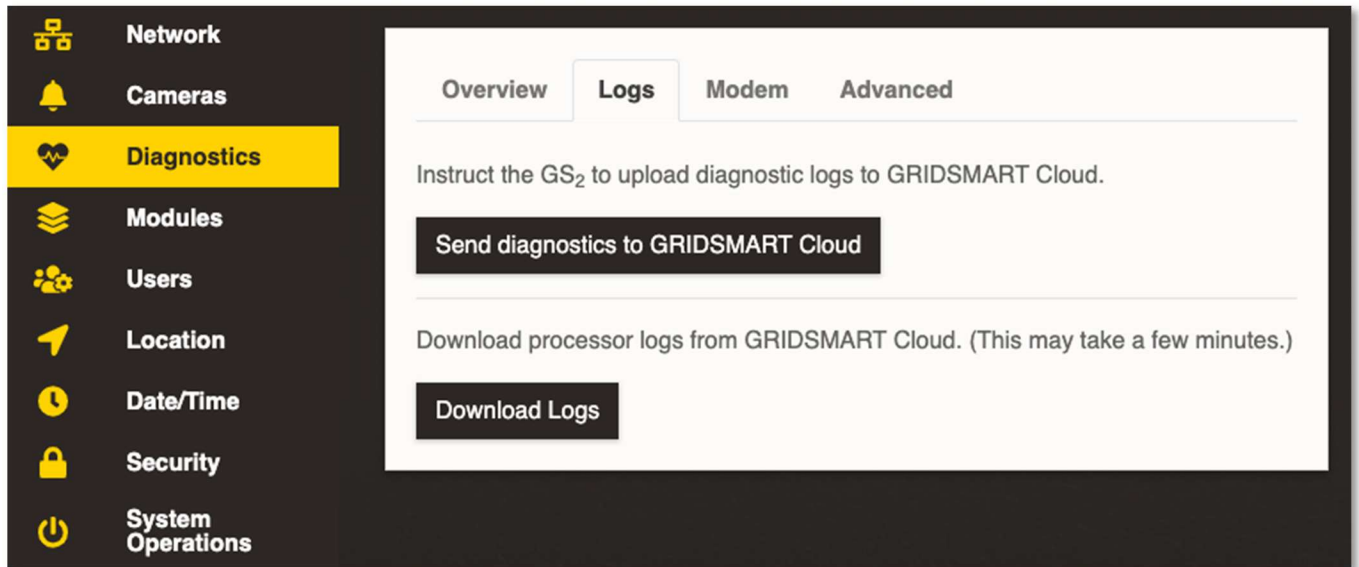 Network
Cameras
Diagnostics
Modules
Users
Location
Date/Time
Security
System
Operations
Overview Logs Modem Advanced
Instruct the GS₂ to upload diagnostic logs to GRIDSMART Cloud.
Send diagnostics to GRIDSMART Cloud
Download processor logs from GRIDSMART Cloud. (This may take a few minutes.)
Download Logs